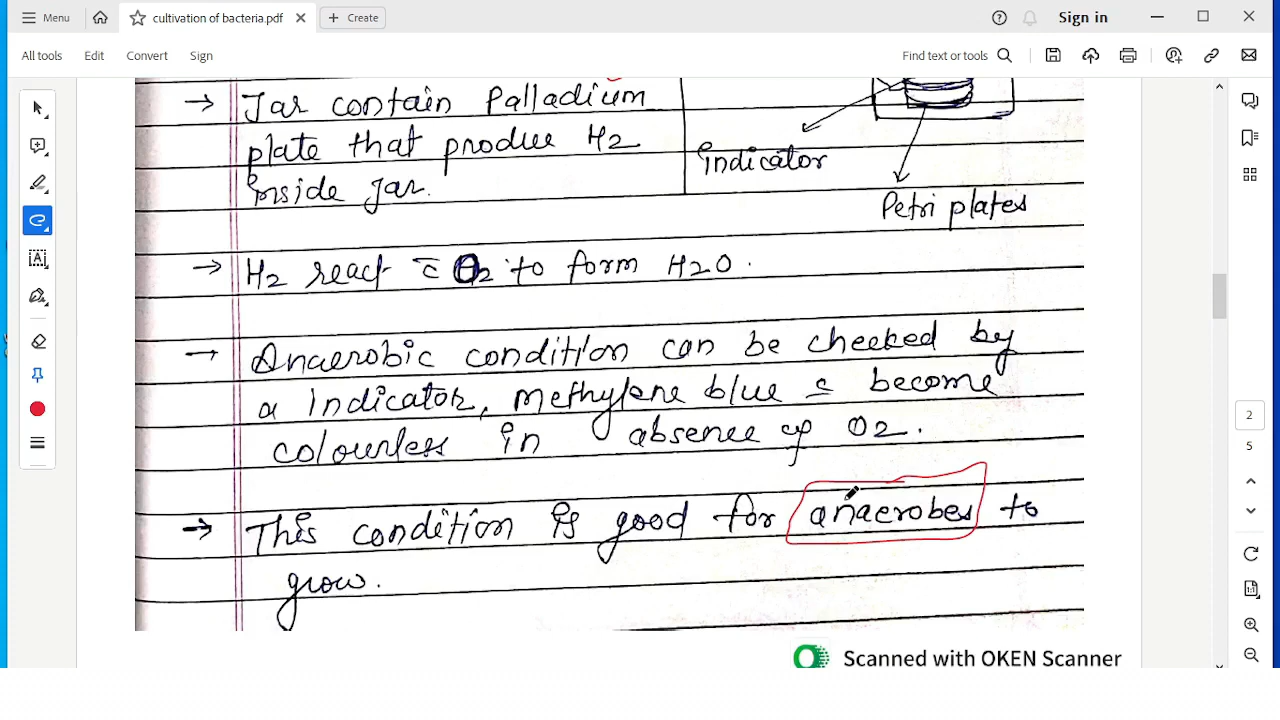 Menu
cultivation of bacteria.pdf
Create
Sign in
All tools
Edit
Convert
Sign
Find text or tools
→ Jar contain Palladium
plate that produce H2
inside Jar.
indicator
Petri plates
→ H2 react c̄ O2 to form H2O.
→ Anaerobic condition can be checked by
a indicator, methylene blue c̄ become
colourless in absence of O2.
→ This condition is good for anaerobes to
grow.
2
5
Scanned with OKEN Scanner